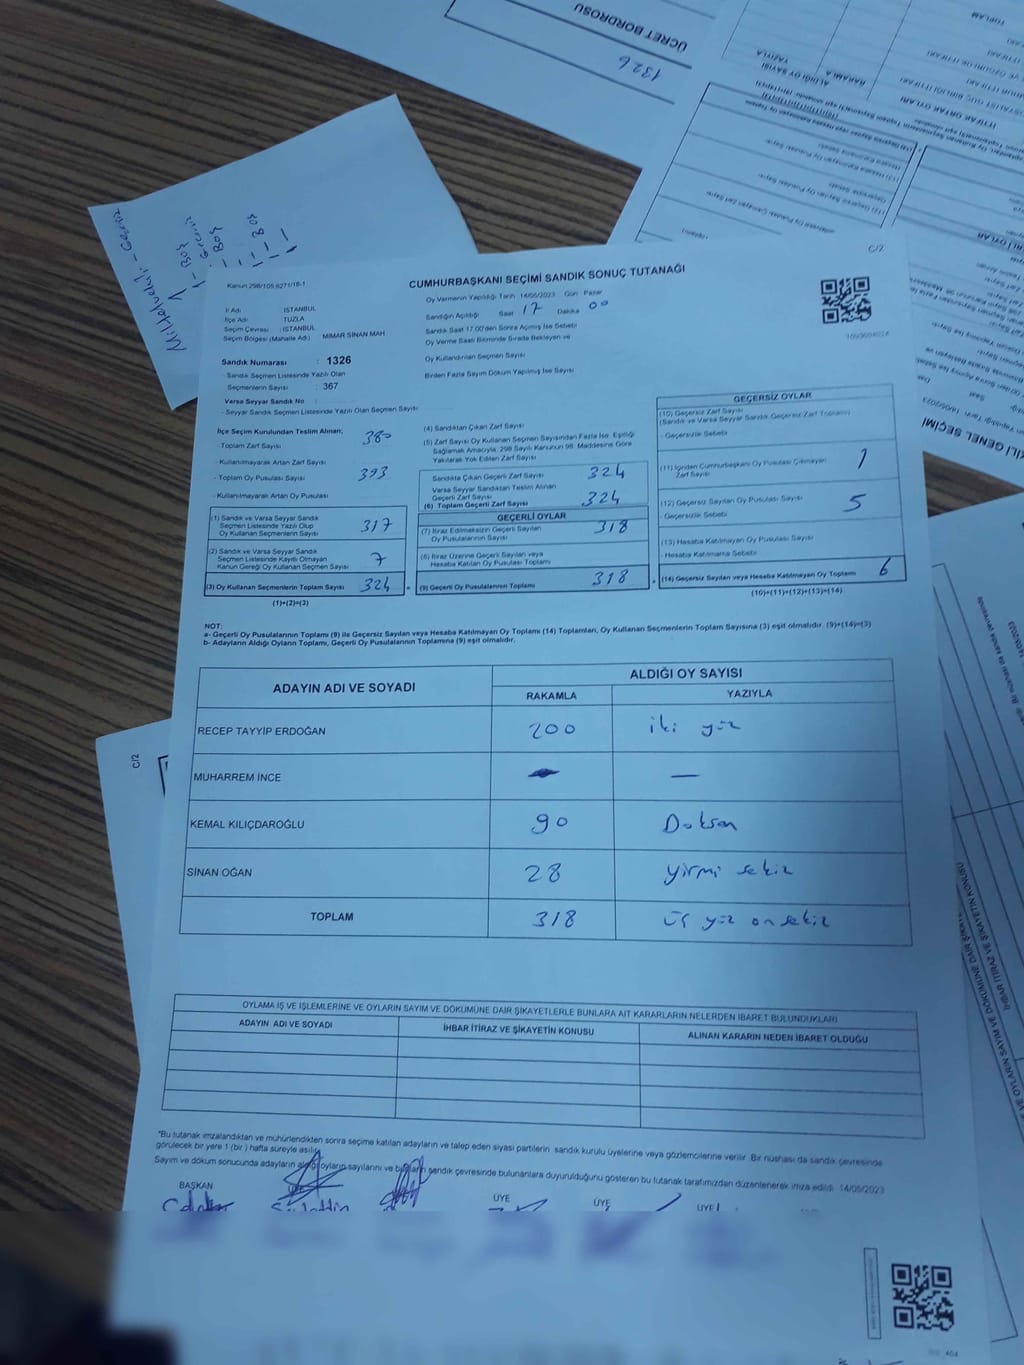 ÜCRET BORDROSU
1326
Milletvekili - Geçersiz
C/2
Kanun 298/105 6271/18-1
CUMHURBAŞKANI SEÇİMİ SANDIK SONUÇ TUTANAĞI
İl Adı : İSTANBUL
İlçe Adı : TUZLA
Seçim Çevresi : İSTANBUL
Seçim Bölgesi (Mahalle Adı) : MİMAR SİNAN MAH
Oy Vermenin Yapıldığı Tarih 14/05/2023 Gün Pazar
Sandığın Açıldığı Saat 17 Dakika 00
Sandık Saat 17.00'den Sonra Açılmış İse Sebebi
Oy Verme Saati Bitiminde Sırada Bekleyen ve
Oy Kullandırılan Seçmen Sayısı
Birden Fazla Sayım Döküm Yapılmış İse Sayısı
Sandık Numarası : 1326
- Sandık Seçmen Listesinde Yazılı Olan
Seçmenlerin Sayısı : 367
Varsa Seyyar Sandık No
- Seyyar Sandık Seçmen Listesinde Yazılı Olan Seçmen Sayısı
İlçe Seçim Kurulundan Teslim Alınan;
- Toplam Zarf Sayısı 380
- Kullanılmayarak Artan Zarf Sayısı
- Toplam Oy Pusulası Sayısı 393
- Kullanılmayarak Artan Oy Pusulası
(1) Sandık ve Varsa Seyyar Sandık
Seçmen Listesinde Yazılı Olup
Oy Kullanan Seçmenlerin Sayısı 317
(2) Sandık ve Varsa Seyyar Sandık
Seçmen Listesinde Kayıtlı Olmayan
Kanun Gereği Oy Kullanan Seçmen Sayısı 7
(3) Oy Kullanan Seçmenlerin Toplam Sayısı 324
(1)+(2)=(3)
(4) Sandıktan Çıkan Zarf Sayısı
(5) Zarf Sayısı Oy Kullanan Seçmen Sayısından Fazla İse, Eşitliği
Sağlamak Amacıyla, 298 Sayılı Kanunun 98. Maddesine Göre
Yakılarak Yok Edilen Zarf Sayısı
Sandıkta Çıkan Geçerli Zarf Sayısı 324
Varsa Seyyar Sandıktan Teslim Alınan
Geçerli Zarf Sayısı
(6) Toplam Geçerli Zarf Sayısı 324
GEÇERLİ OYLAR
(7) İtiraz Edilmeksizin Geçerli Sayılan
Oy Pusulalarının Sayısı 318
(8) İtiraz Üzerine Geçerli Sayılan veya
Hesaba Katılan Oy Pusulası Toplamı
(9) Geçerli Oy Pusulalarının Toplamı 318
GEÇERSİZ OYLAR
(10) Geçersiz Zarf Sayısı
(Sandık ve Varsa Seyyar Sandık Geçersiz Zarf Toplamı)
- Geçersizlik Sebebi
(11) İçinden Cumhurbaşkanı Oy Pusulası Çıkmayan
Zarf Sayısı 1
(12) Geçersiz Sayılan Oy Pusulası Sayısı 5
- Geçersizlik Sebebi
(13) Hesaba Katılmayan Oy Pusulası Sayısı
- Hesaba Katılmama Sebebi
(14) Geçersiz Sayılan veya Hesaba Katılmayan Oy Toplamı 6
(10)+(11)+(12)+(13)=(14)
NOT:
a- Geçerli Oy Pusulalarının Toplamı (9) ile Geçersiz Sayılan veya Hesaba Katılmayan Oy Toplamı (14) Toplamları, Oy Kullanan Seçmenlerin Toplam Sayısına (3) eşit olmalıdır. (9)+(14)=(3)
b- Adayların Aldığı Oyların Toplamı, Geçerli Oy Pusulalarının Toplamına (9) eşit olmalıdır.
ADAYIN ADI VE SOYADI
ALDIĞI OY SAYISI
RAKAMLA YAZIYLA
RECEP TAYYİP ERDOĞAN 200 iki yüz
MUHARREM İNCE —
KEMAL KILIÇDAROĞLU 90 Doksan
SİNAN OĞAN 28 yirmi sekiz
TOPLAM 318 üç yüz on sekiz
OYLAMA İŞ VE İŞLEMLERİNE VE OYLARIN SAYIM VE DÖKÜMÜNE DAİR ŞİKAYETLERLE BUNLARA AİT KARARLARIN NELERDEN İBARET BULUNDUKLARI
ADAYIN ADI VE SOYADI İHBAR İTİRAZ VE ŞİKAYETİN KONUSU ALINAN KARARIN NEDEN İBARET OLDUĞU
*Bu tutanak imzalandıktan ve mühürlendikten sonra seçime katılan adayların ve talep eden siyasi partilerin sandık kurulu üyelerine veya gözlemcilerine verilir. Bir nüshası da sandık çevresinde
görülecek bir yere 1 (bir) hafta süreyle asılır.
Sayım ve döküm sonucunda adayların aldığı oyların sayılarını ve bunların sandık çevresinde bulunanlara duyurulduğunu gösteren bu tutanak tarafımızdan düzenlenerek imza edildi. 14/05/2023
BAŞKAN ÜYE ÜYE ÜYE
C/2